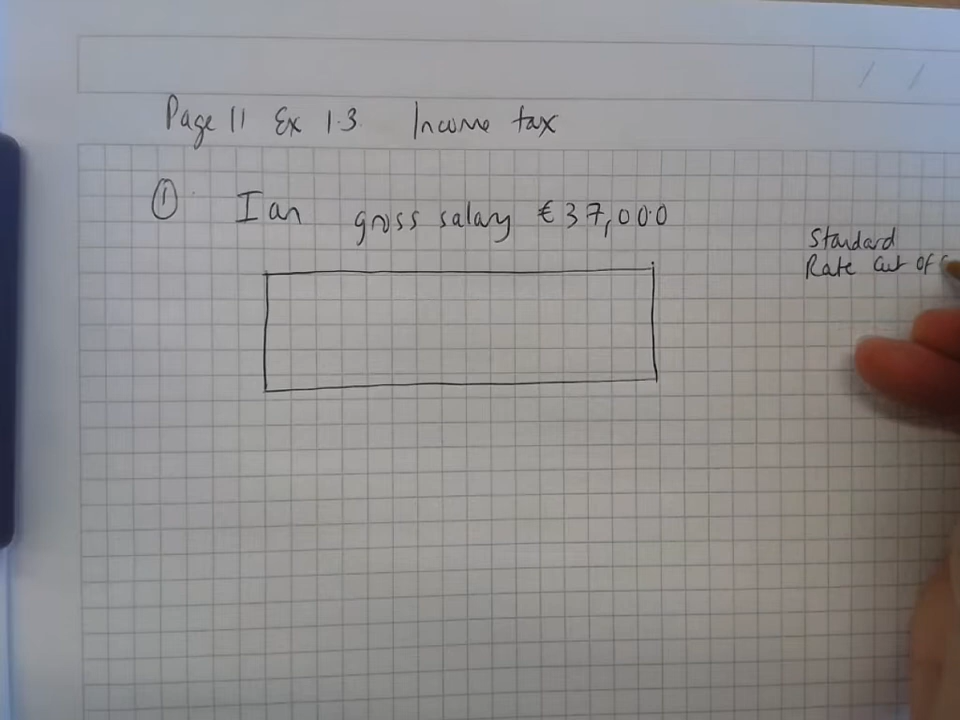 Page 11 Ex 1.3. Income tax
① Ian gross salary €37,000
Standard
Rate Cut Of